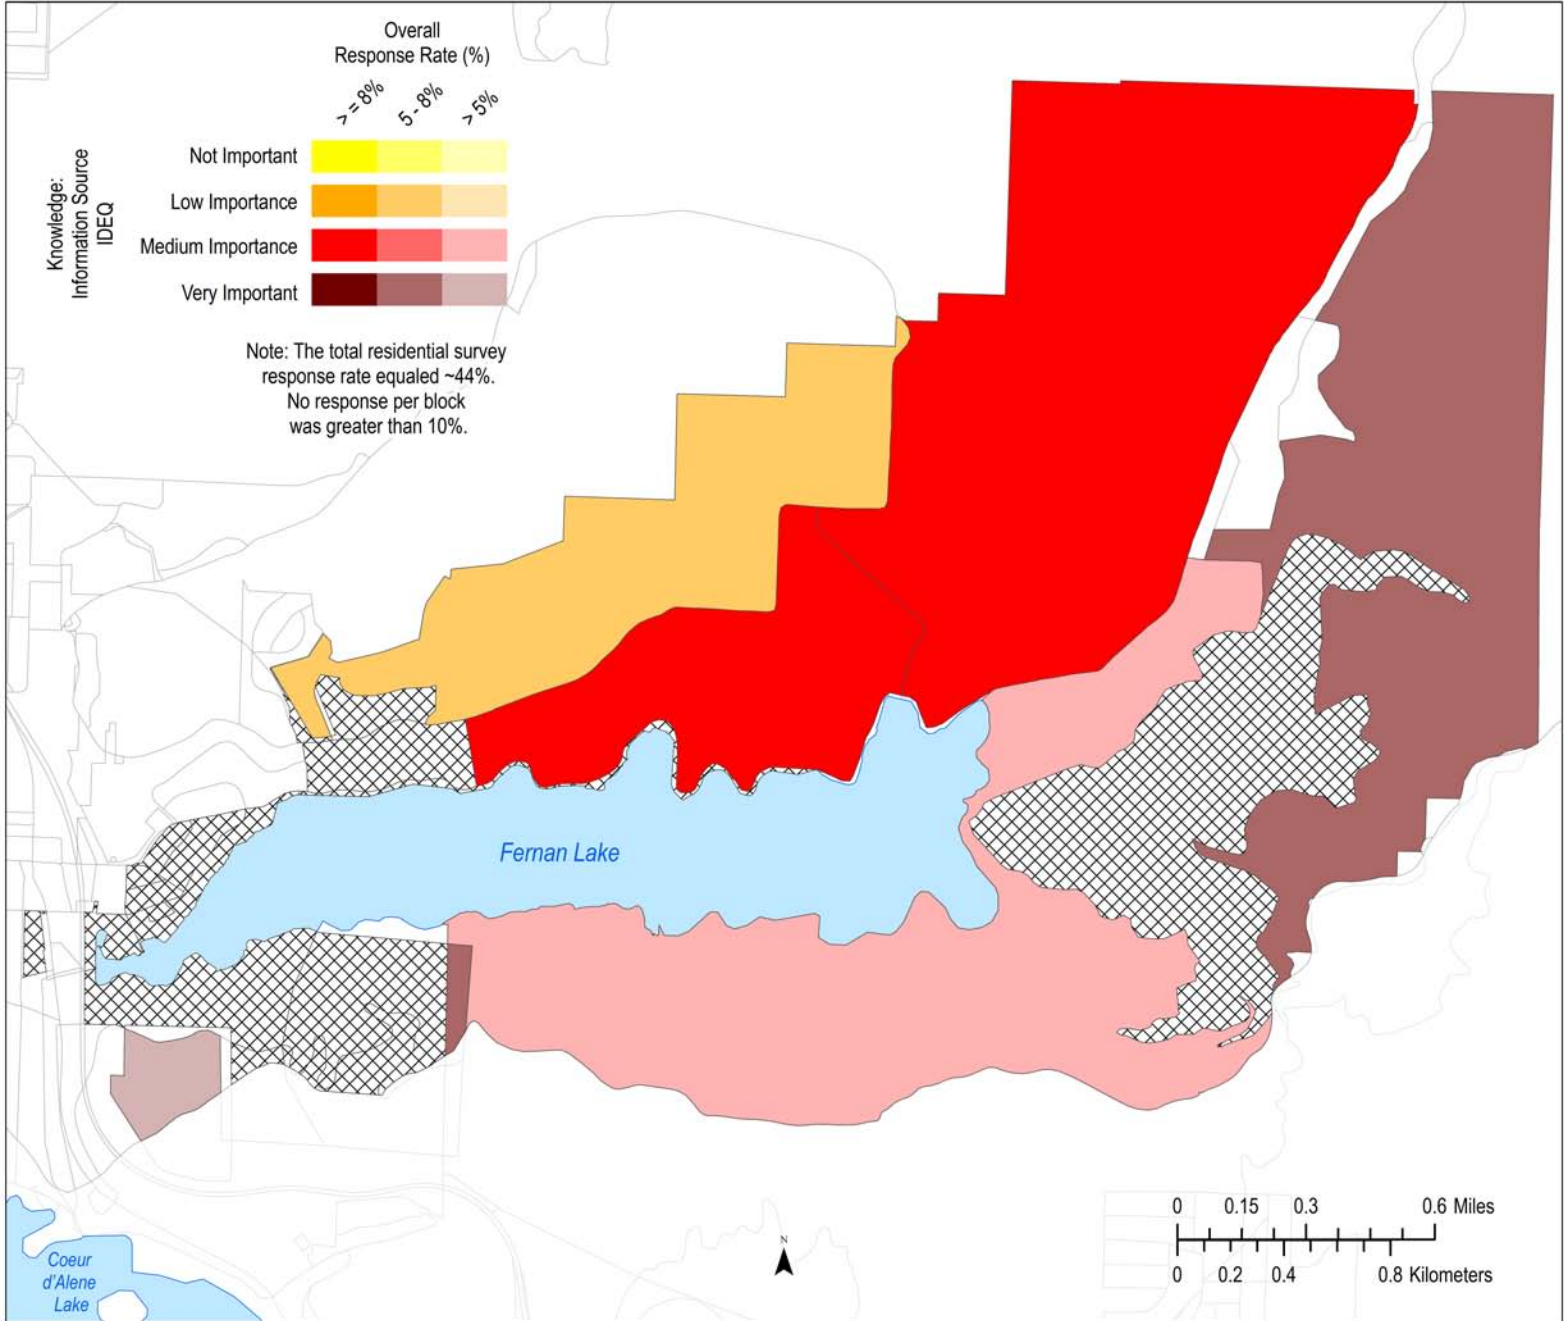 Overall
Response Rate (%)
> = 8%
5 - 8%
> 5%
Knowledge:
Information Source
IDEQ
Not Important
Low Importance
Medium Importance
Very Important
Note: The total residential survey
response rate equaled ~44%.
No response per block
was greater than 10%.
Fernan Lake
Coeur
d'Alene
Lake
N
0 0.15 0.3 0.6 Miles
0 0.2 0.4 0.8 Kilometers